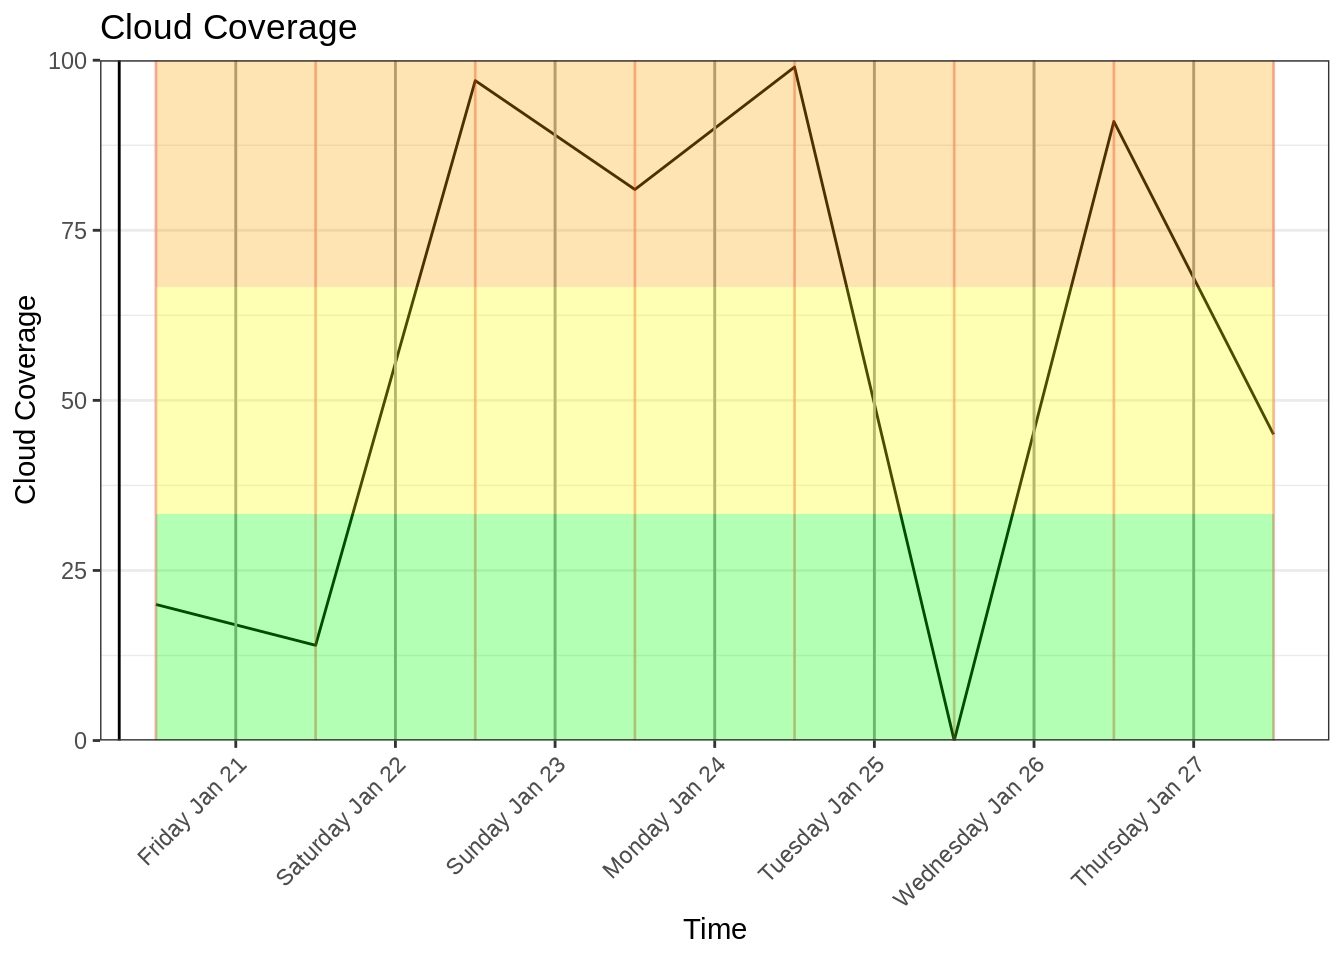 Cloud Coverage
100
75
50
25
0
Cloud Coverage
Friday Jan 21
Saturday Jan 22
Sunday Jan 23
Monday Jan 24
Tuesday Jan 25
Wednesday Jan 26
Thursday Jan 27
Time